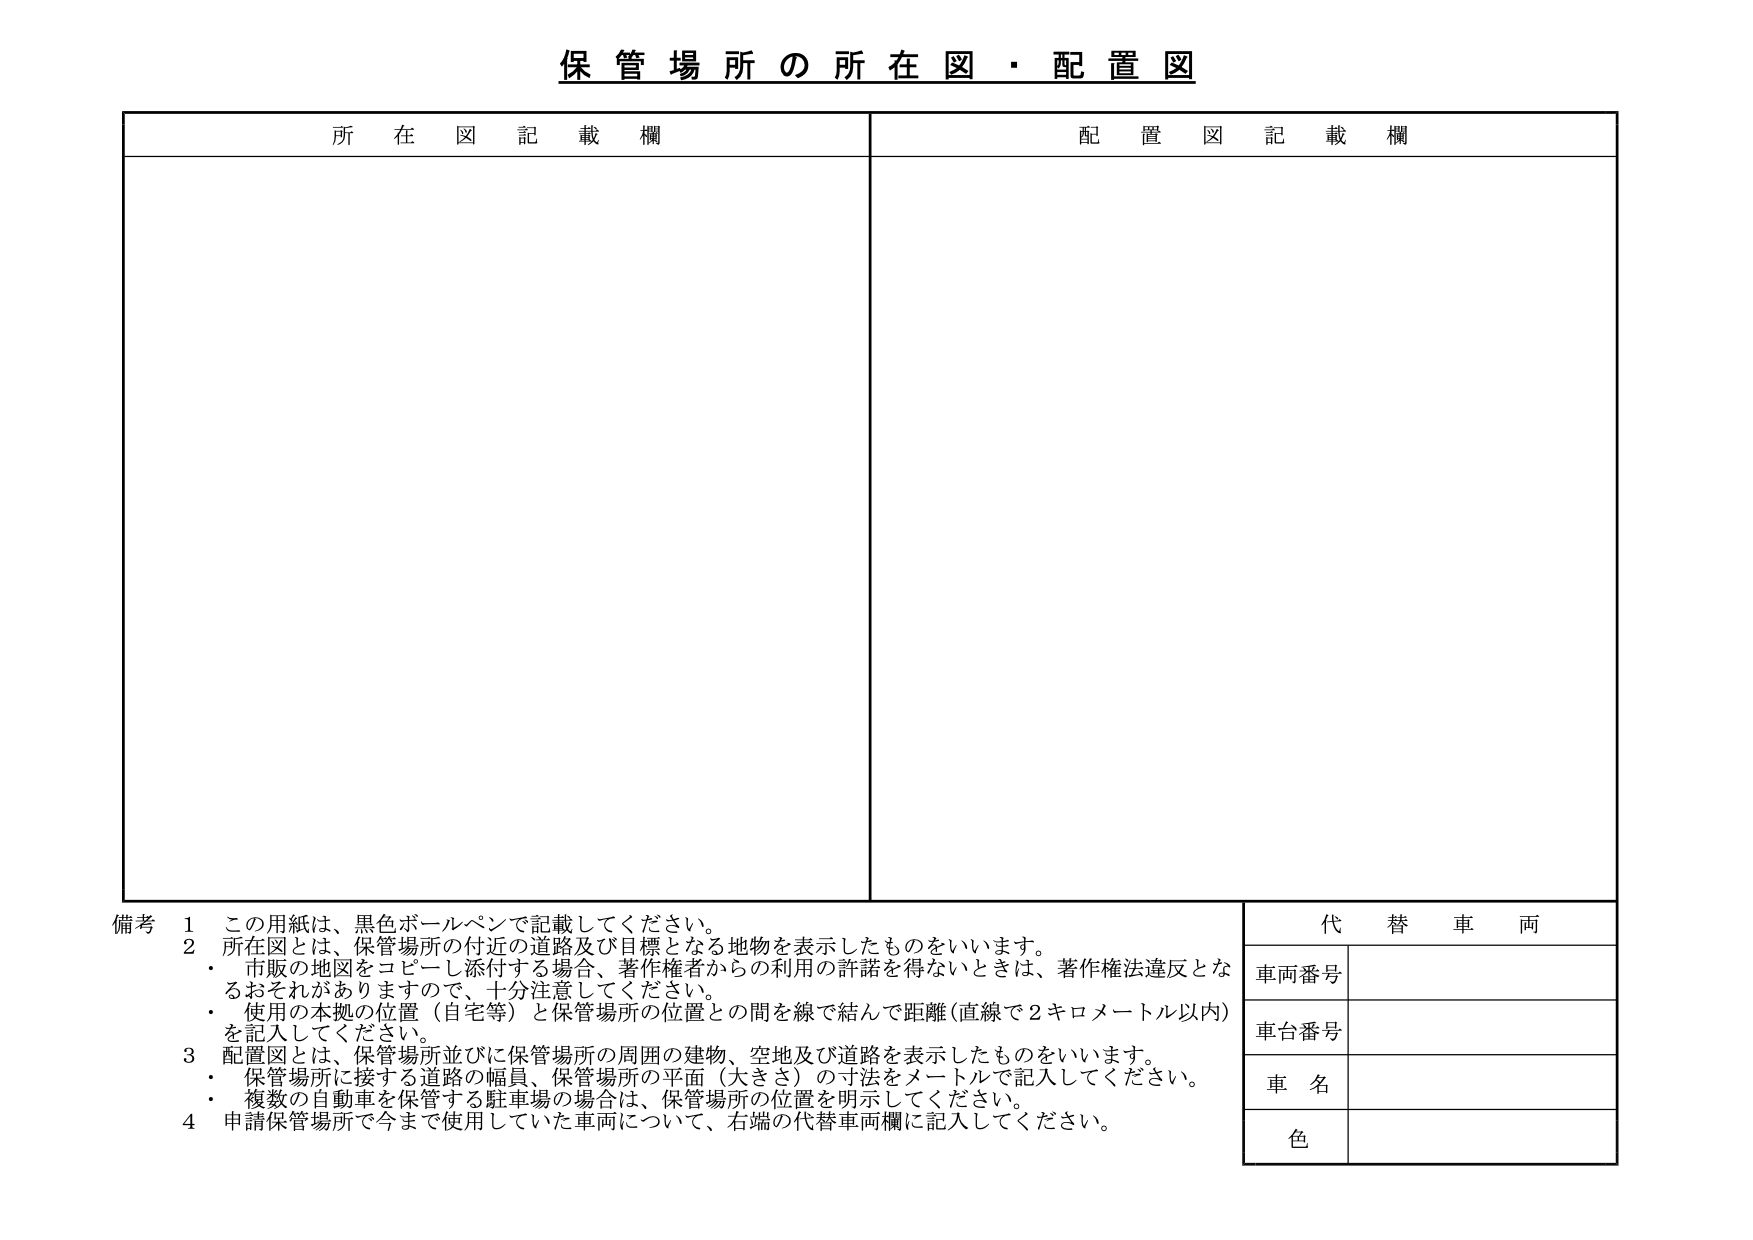 保管場所の所在図・配置図
所在図記載欄
配置図記載欄
備考　１　この用紙は、黒色ボールペンで記載してください。
２　所在図とは、保管場所の付近の道路及び目標となる地物を表示したものをいいます。
・　市販の地図をコピーし添付する場合、著作権者からの利用の許諾を得ないときは、著作権法違反とな
るおそれがありますので、十分注意してください。
・　使用の本拠の位置（自宅等）と保管場所の位置との間を線で結んで距離(直線で２キロメートル以内)
を記入してください。
３　配置図とは、保管場所並びに保管場所の周囲の建物、空地及び道路を表示したものをいいます。
・　保管場所に接する道路の幅員、保管場所の平面（大きさ）の寸法をメートルで記入してください。
・　複数の自動車を保管する駐車場の場合は、保管場所の位置を明示してください。
４　申請保管場所で今まで使用していた車両について、右端の代替車両欄に記入してください。
代替車両
車両番号
車台番号
車名
色